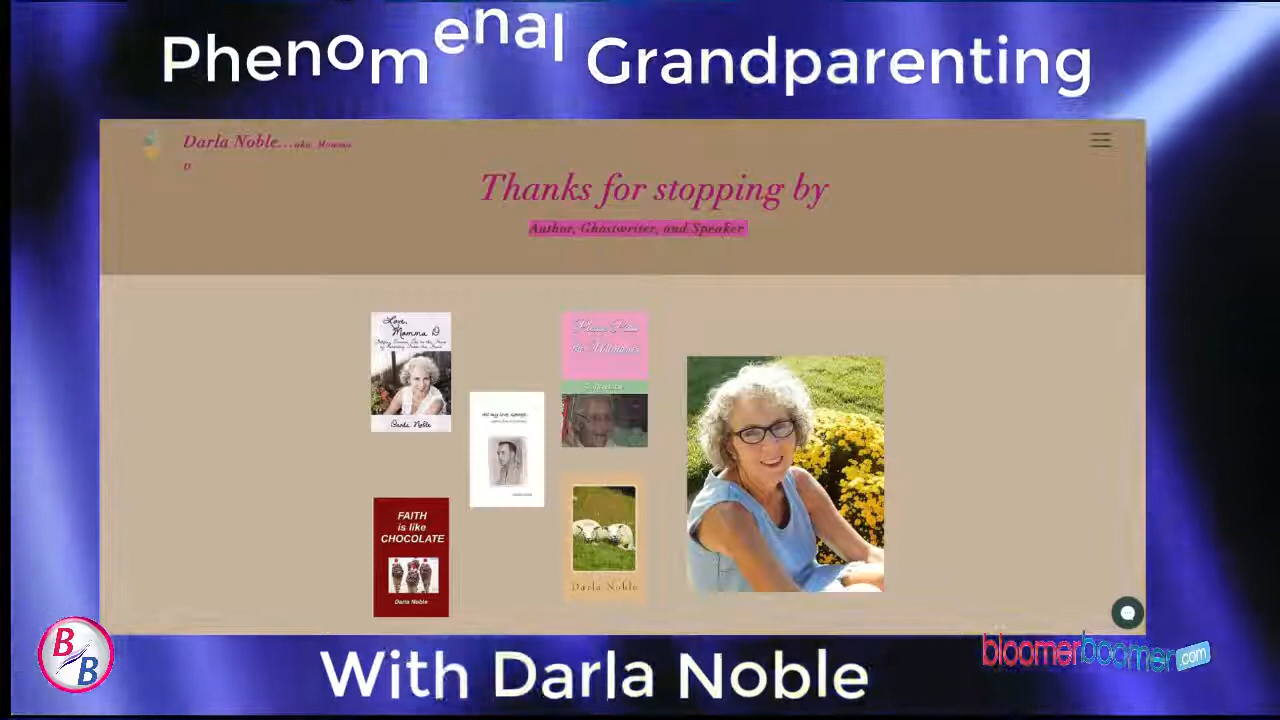 Phenomenal Grandparenting
Darla Noble...aka. Momma
D
Thanks for stopping by
Author, Ghostwriter, and Speaker
Love,
Momma D
Darla Noble
FAITH
is like
CHOCOLATE
Darla Noble
Darla Noble
B
B
With Darla Noble
bloomerboomer.com